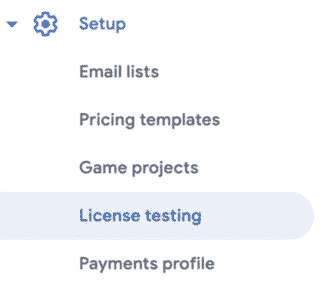 Setup
Email lists
Pricing templates
Game projects
License testing
Payments profile